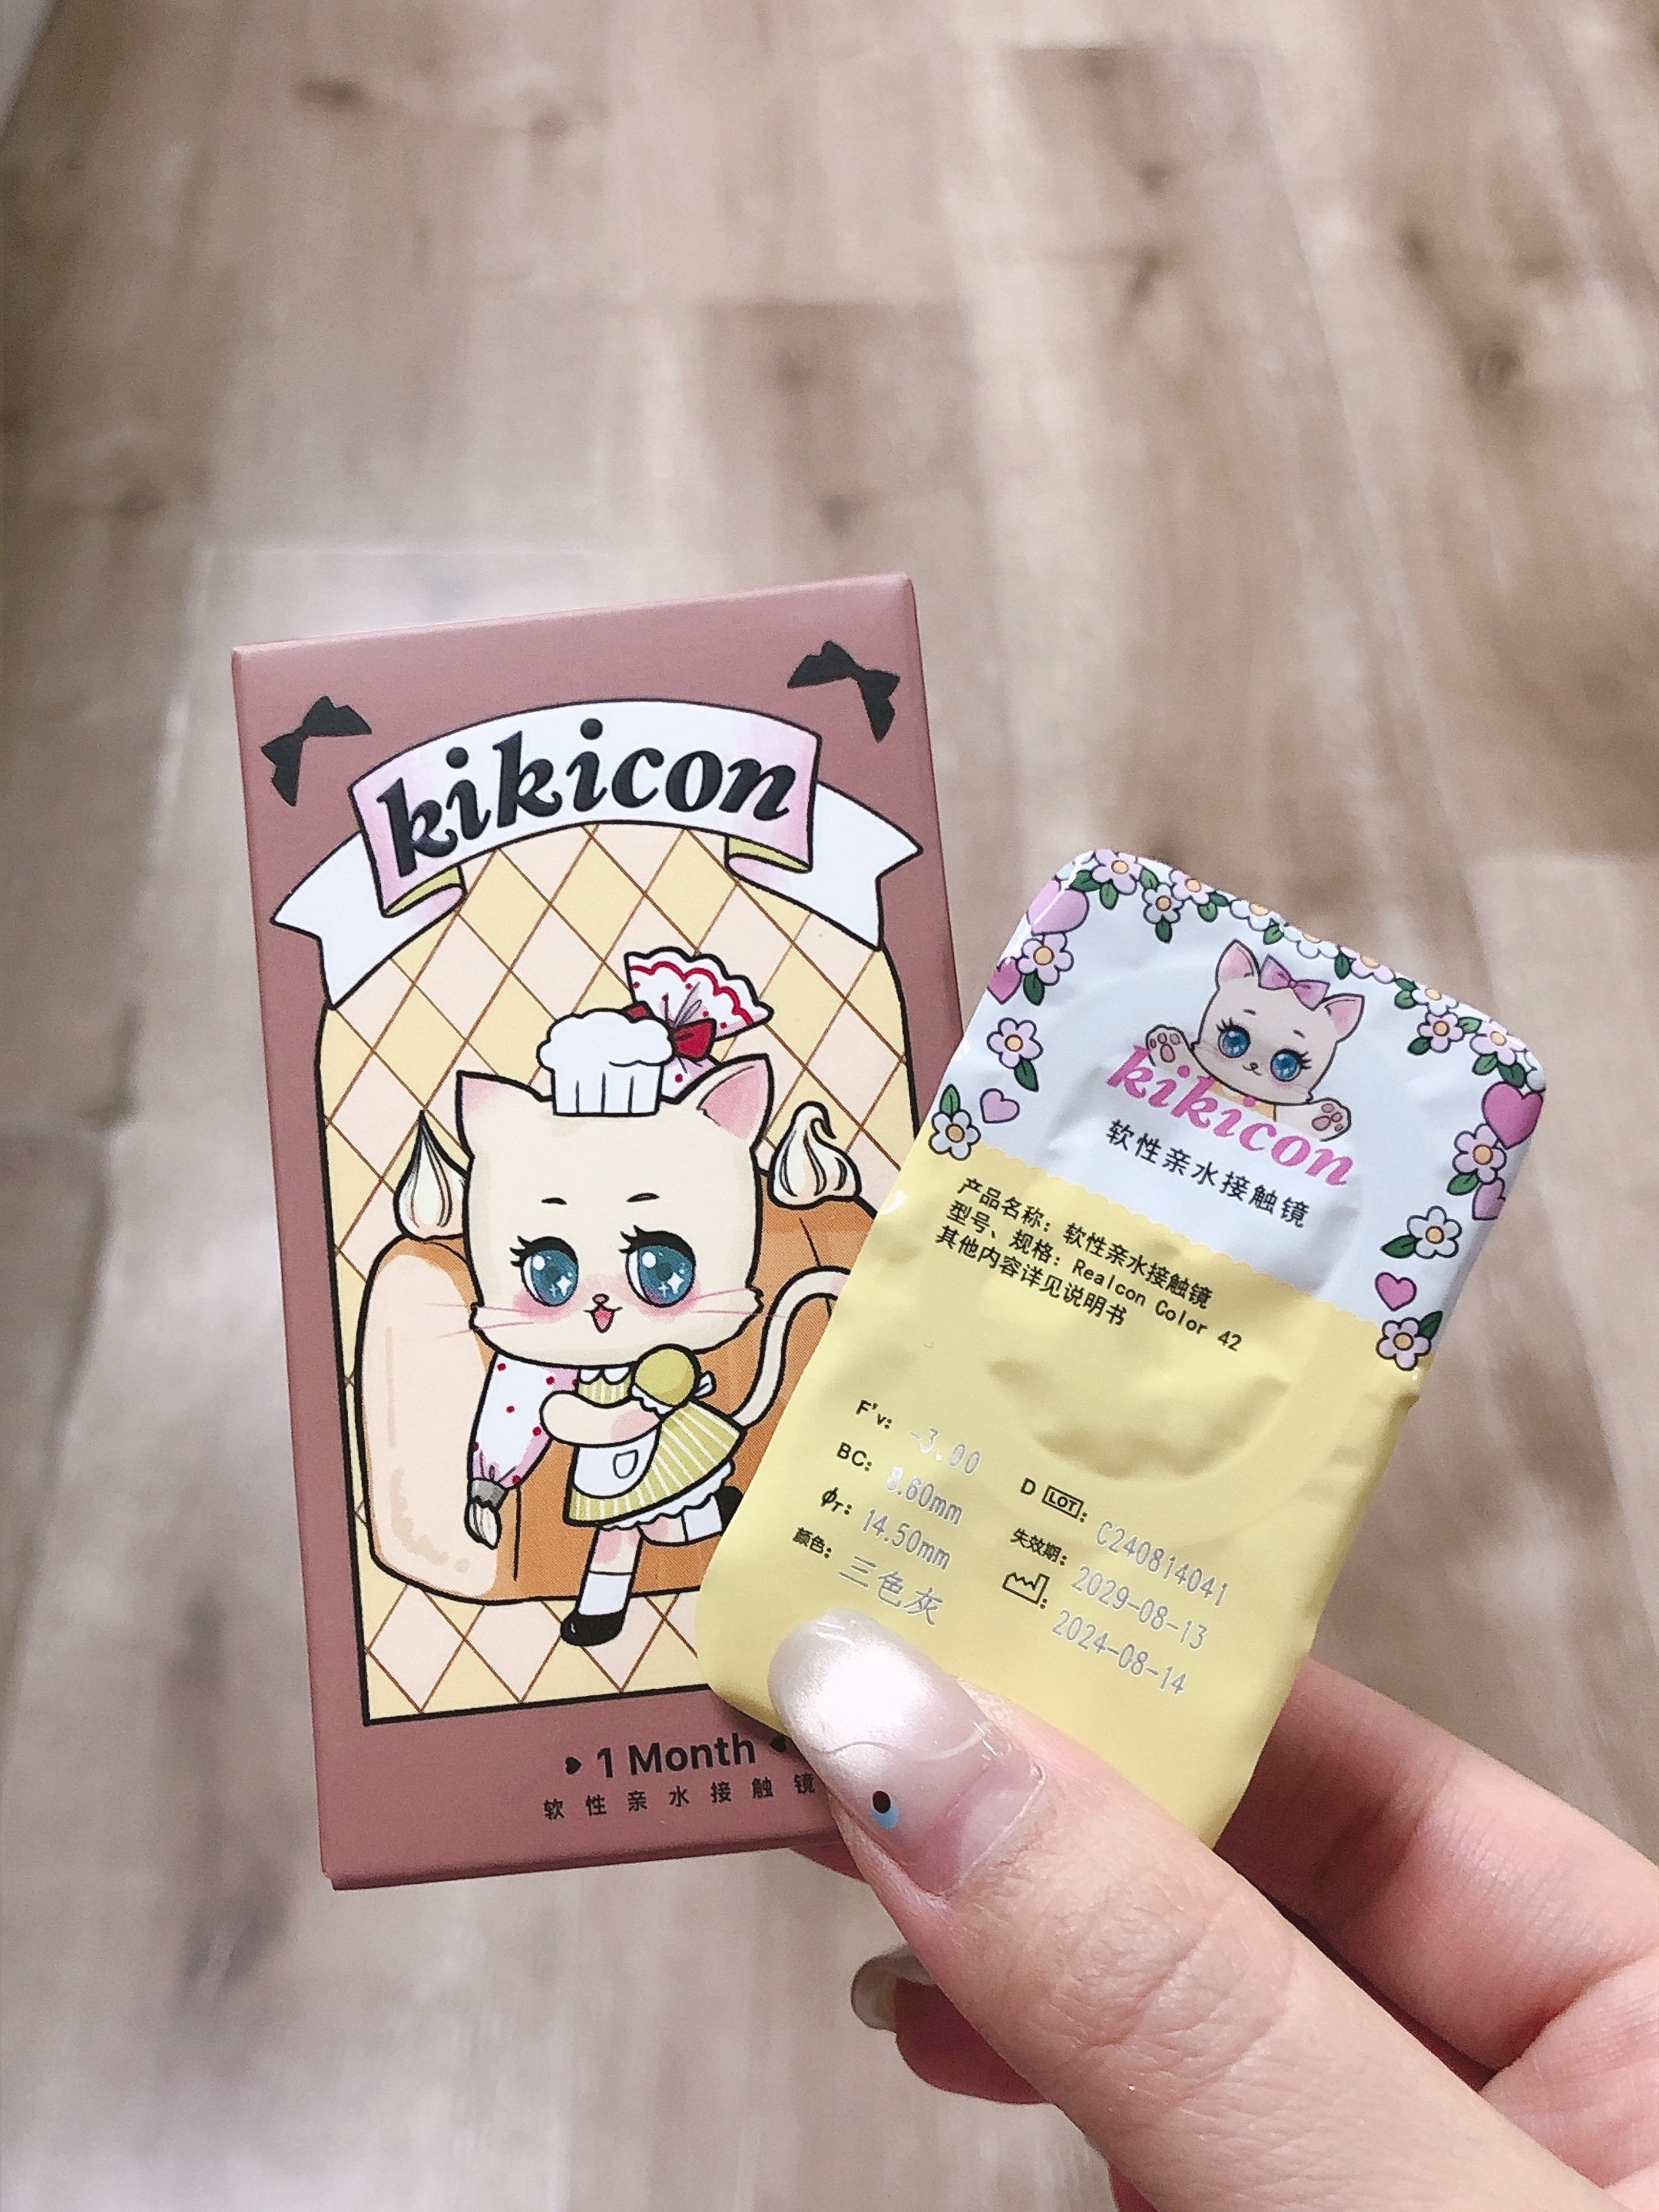 kikicon
1 Month
软性亲水接触镜
kikicon
软性亲水接触镜
产品名称：软性亲水接触镜
型号、规格：Realcon Color 42
其他内容详见说明书
F'v: -3.00 D
BC: 8.60mm
φT: 14.50mm
颜色: 三色灰
LOT: C240814041
失效期: 2029-08-13
2024-08-14